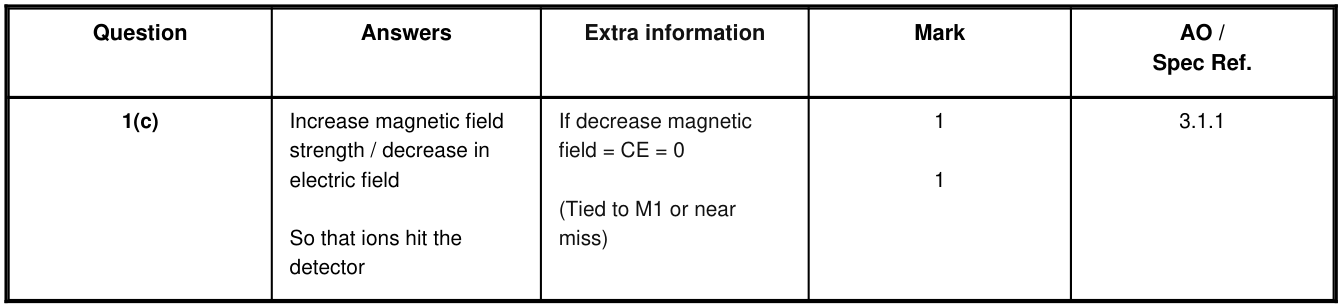 Question Answers Extra information Mark AO /
Spec Ref.
1(c) Increase magnetic field If decrease magnetic 1 3.1.1
strength / decrease in field = CE = 0
electric field 1
(Tied to M1 or near
So that ions hit the miss)
detector